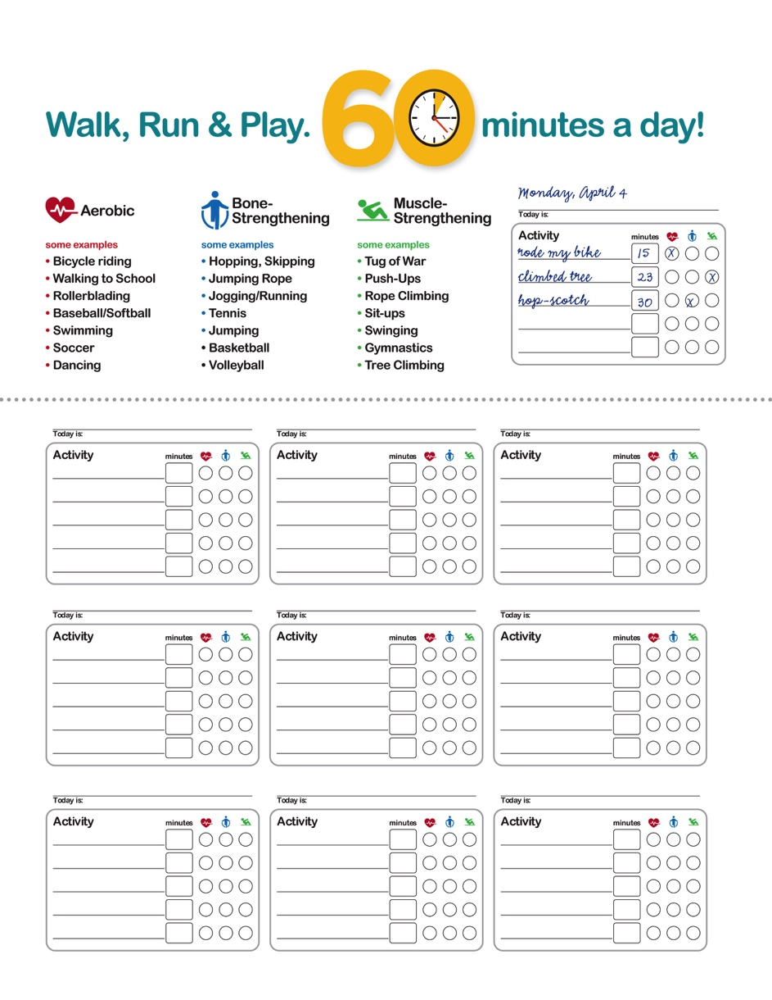 Walk, Run & Play. 60 minutes a day!
Aerobic
some examples
• Bicycle riding
• Walking to School
• Rollerblading
• Baseball/Softball
• Swimming
• Soccer
• Dancing
Bone-
Strengthening
some examples
• Hopping, Skipping
• Jumping Rope
• Jogging/Running
• Tennis
• Jumping
• Basketball
• Volleyball
Muscle-
Strengthening
some examples
• Tug of War
• Push-Ups
• Rope Climbing
• Sit-ups
• Swinging
• Gymnastics
• Tree Climbing
Monday, April 4
Today is:
Activity minutes
rode my bike 15 X
climbed tree 23 X
hop-scotch 30 X
Today is:
Activity minutes
Today is:
Activity minutes
Today is:
Activity minutes
Today is:
Activity minutes
Today is:
Activity minutes
Today is:
Activity minutes
Today is:
Activity minutes
Today is:
Activity minutes
Today is:
Activity minutes